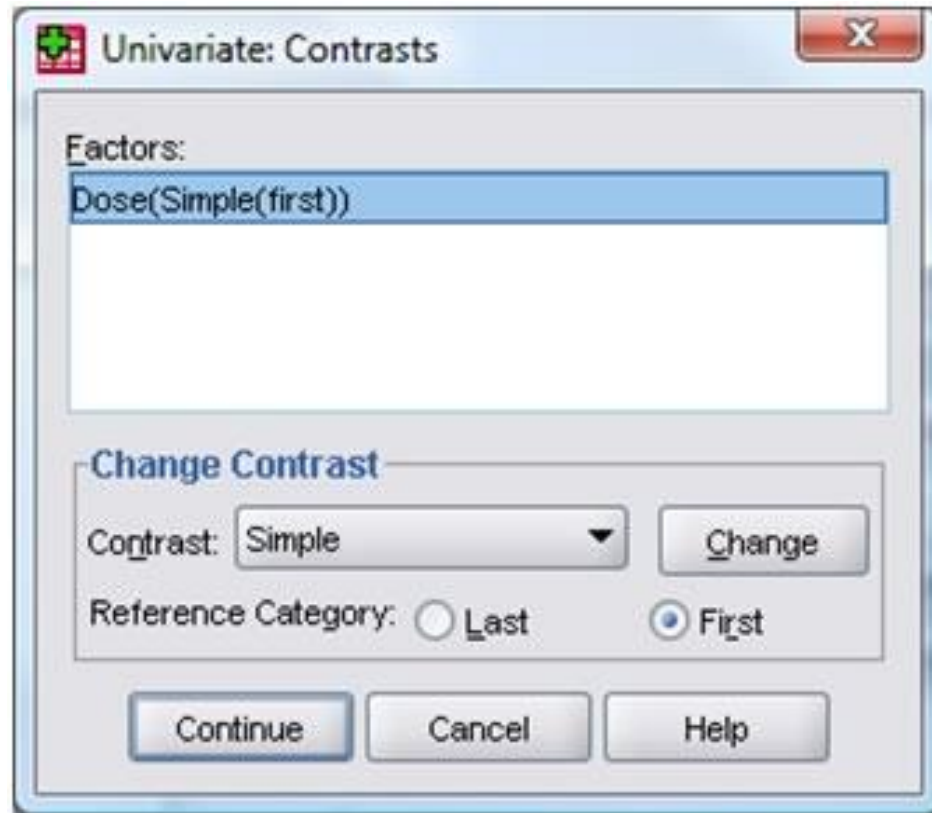 Univariate: Contrasts
Factors:
Dose(Simple(first))
Change Contrast
Contrast: Simple Change
Reference Category: Last First
Continue Cancel Help